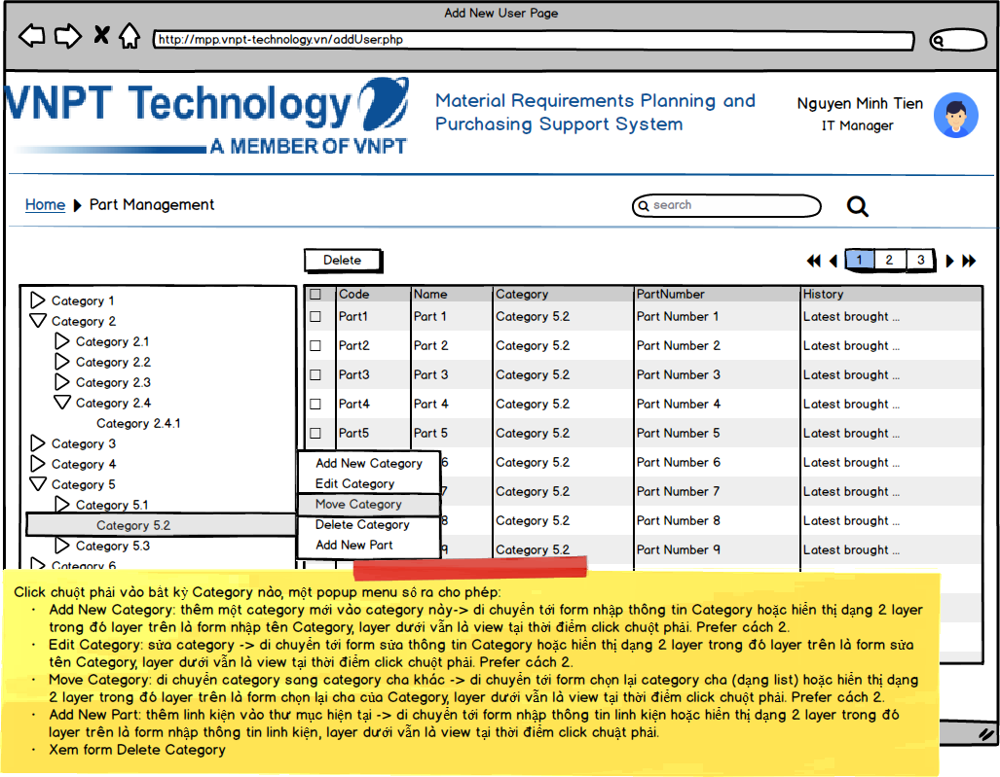 Add New User Page
http://mpp.vnpt-technology.vn/addUser.php
VNPT Technology
A MEMBER OF VNPT
Material Requirements Planning and
Purchasing Support System
Nguyen Minh Tien
IT Manager
Home Part Management
search
Delete
1 2 3
Category 1
Category 2
Category 2.1
Category 2.2
Category 2.3
Category 2.4
Category 2.4.1
Category 3
Category 4
Category 5
Category 5.1
Category 5.2
Category 5.3
Category 6
Code Name Category PartNumber History
Part1 Part 1 Category 5.2 Part Number 1 Latest brought ...
Part2 Part 2 Category 5.2 Part Number 2 Latest brought ...
Part3 Part 3 Category 5.2 Part Number 3 Latest brought ...
Part4 Part 4 Category 5.2 Part Number 4 Latest brought ...
Part5 Part 5 Category 5.2 Part Number 5 Latest brought ...
6 Category 5.2 Part Number 6 Latest brought ...
7 Category 5.2 Part Number 7 Latest brought ...
8 Category 5.2 Part Number 8 Latest brought ...
9 Category 5.2 Part Number 9 Latest brought ...
Add New Category
Edit Category
Move Category
Delete Category
Add New Part
Click chuột phải vào bất kỳ Category nào, một popup menu sổ ra cho phép:
· Add New Category: thêm một category mới vào category này-> di chuyển tới form nhập thông tin Category hoặc hiển thị dạng 2 layer
trong đó layer trên là form nhập tên Category, layer dưới vẫn là view tại thời điểm click chuột phải. Prefer cách 2.
· Edit Category: sửa category -> di chuyển tới form sửa thông tin Category hoặc hiển thị dạng 2 layer trong đó layer trên là form sửa
tên Category, layer dưới vẫn là view tại thời điểm click chuột phải. Prefer cách 2.
· Move Category: di chuyển category sang category cha khác -> di chuyển tới form chọn lại category cha (dạng list) hoặc hiển thị dạng
2 layer trong đó layer trên là form chọn lại cha của Category, layer dưới vẫn là view tại thời điểm click chuột phải. Prefer cách 2.
· Add New Part: thêm linh kiện vào thư mục hiện tại -> di chuyển tới form nhập thông tin linh kiện hoặc hiển thị dạng 2 layer trong đó
layer trên là form nhập thông tin linh kiện, layer dưới vẫn là view tại thời điểm click chuật phải.
· Xem form Delete Category